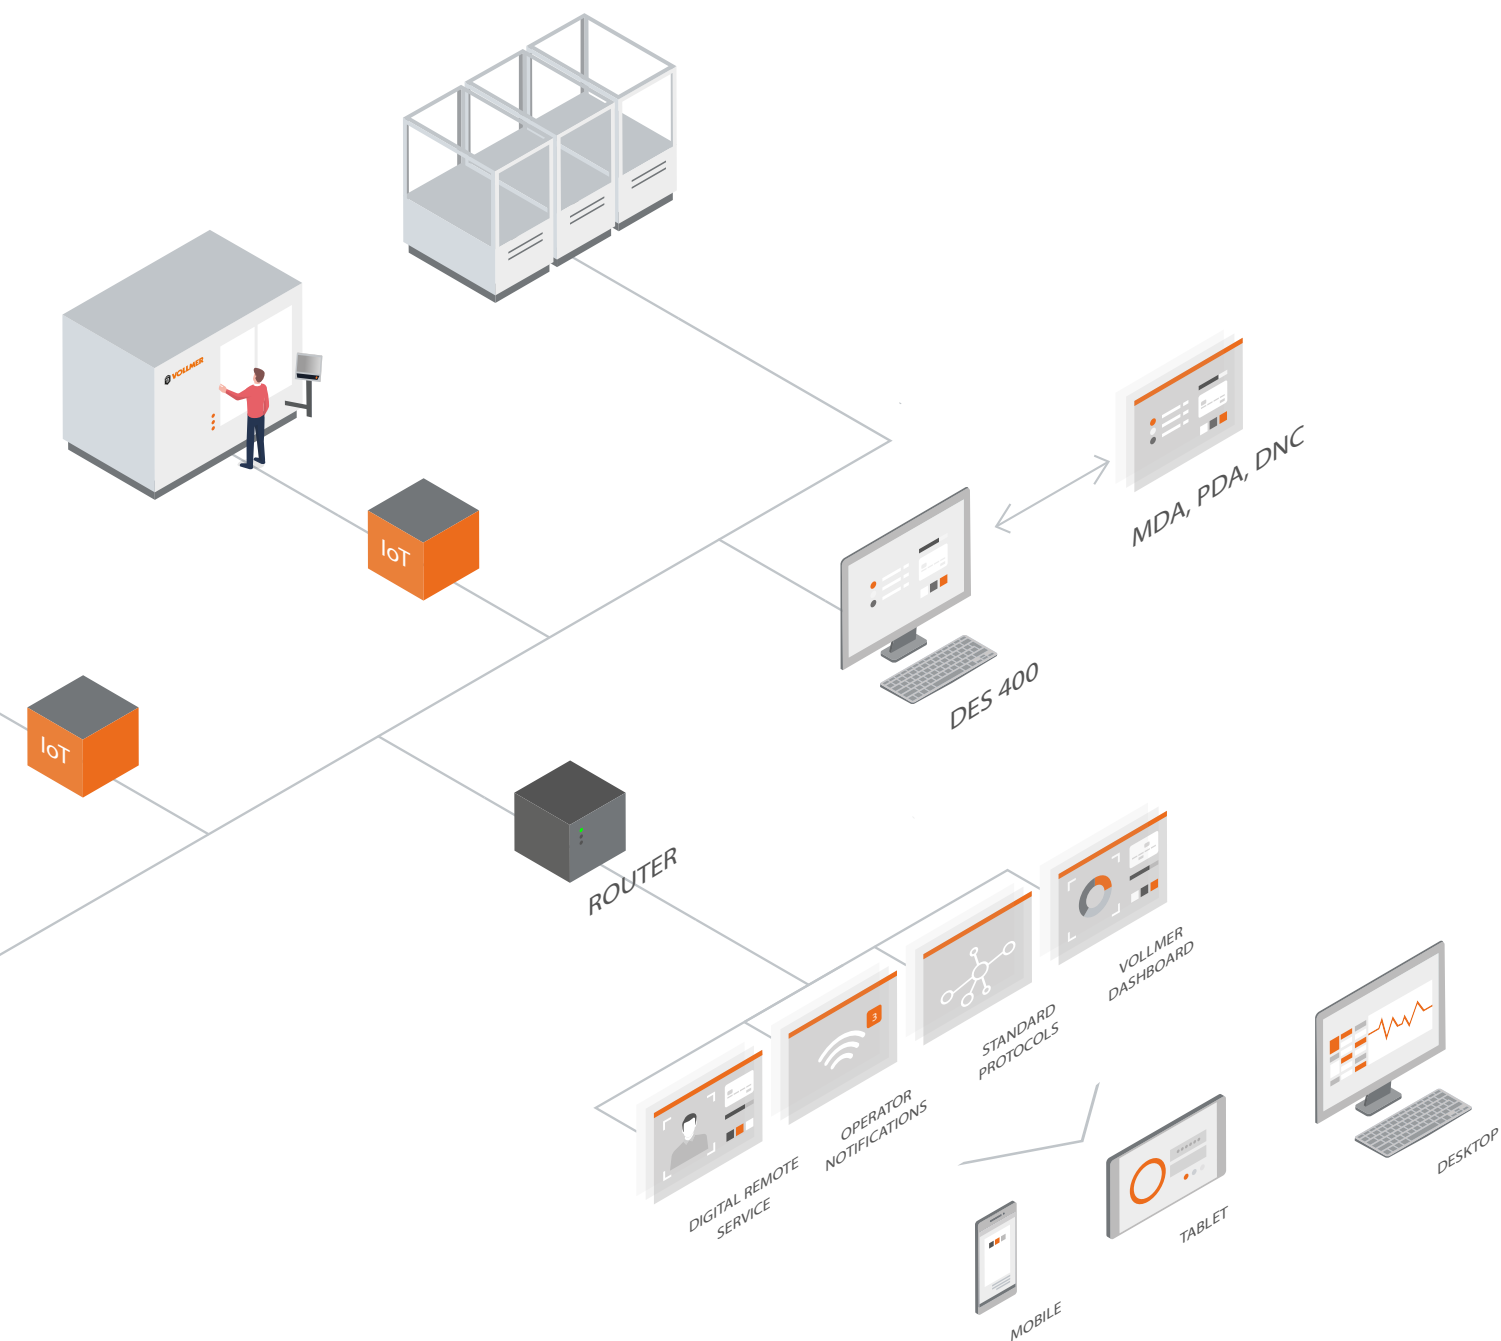 VOLLMER
IoT
MDA, PDA, DNC
DES 400
IoT
ROUTER
VOLLMER
DASHBOARD
STANDARD
PROTOCOLS
3
OPERATOR
NOTIFICATIONS
DIGITAL REMOTE
SERVICE
DESKTOP
TABLET
MOBILE